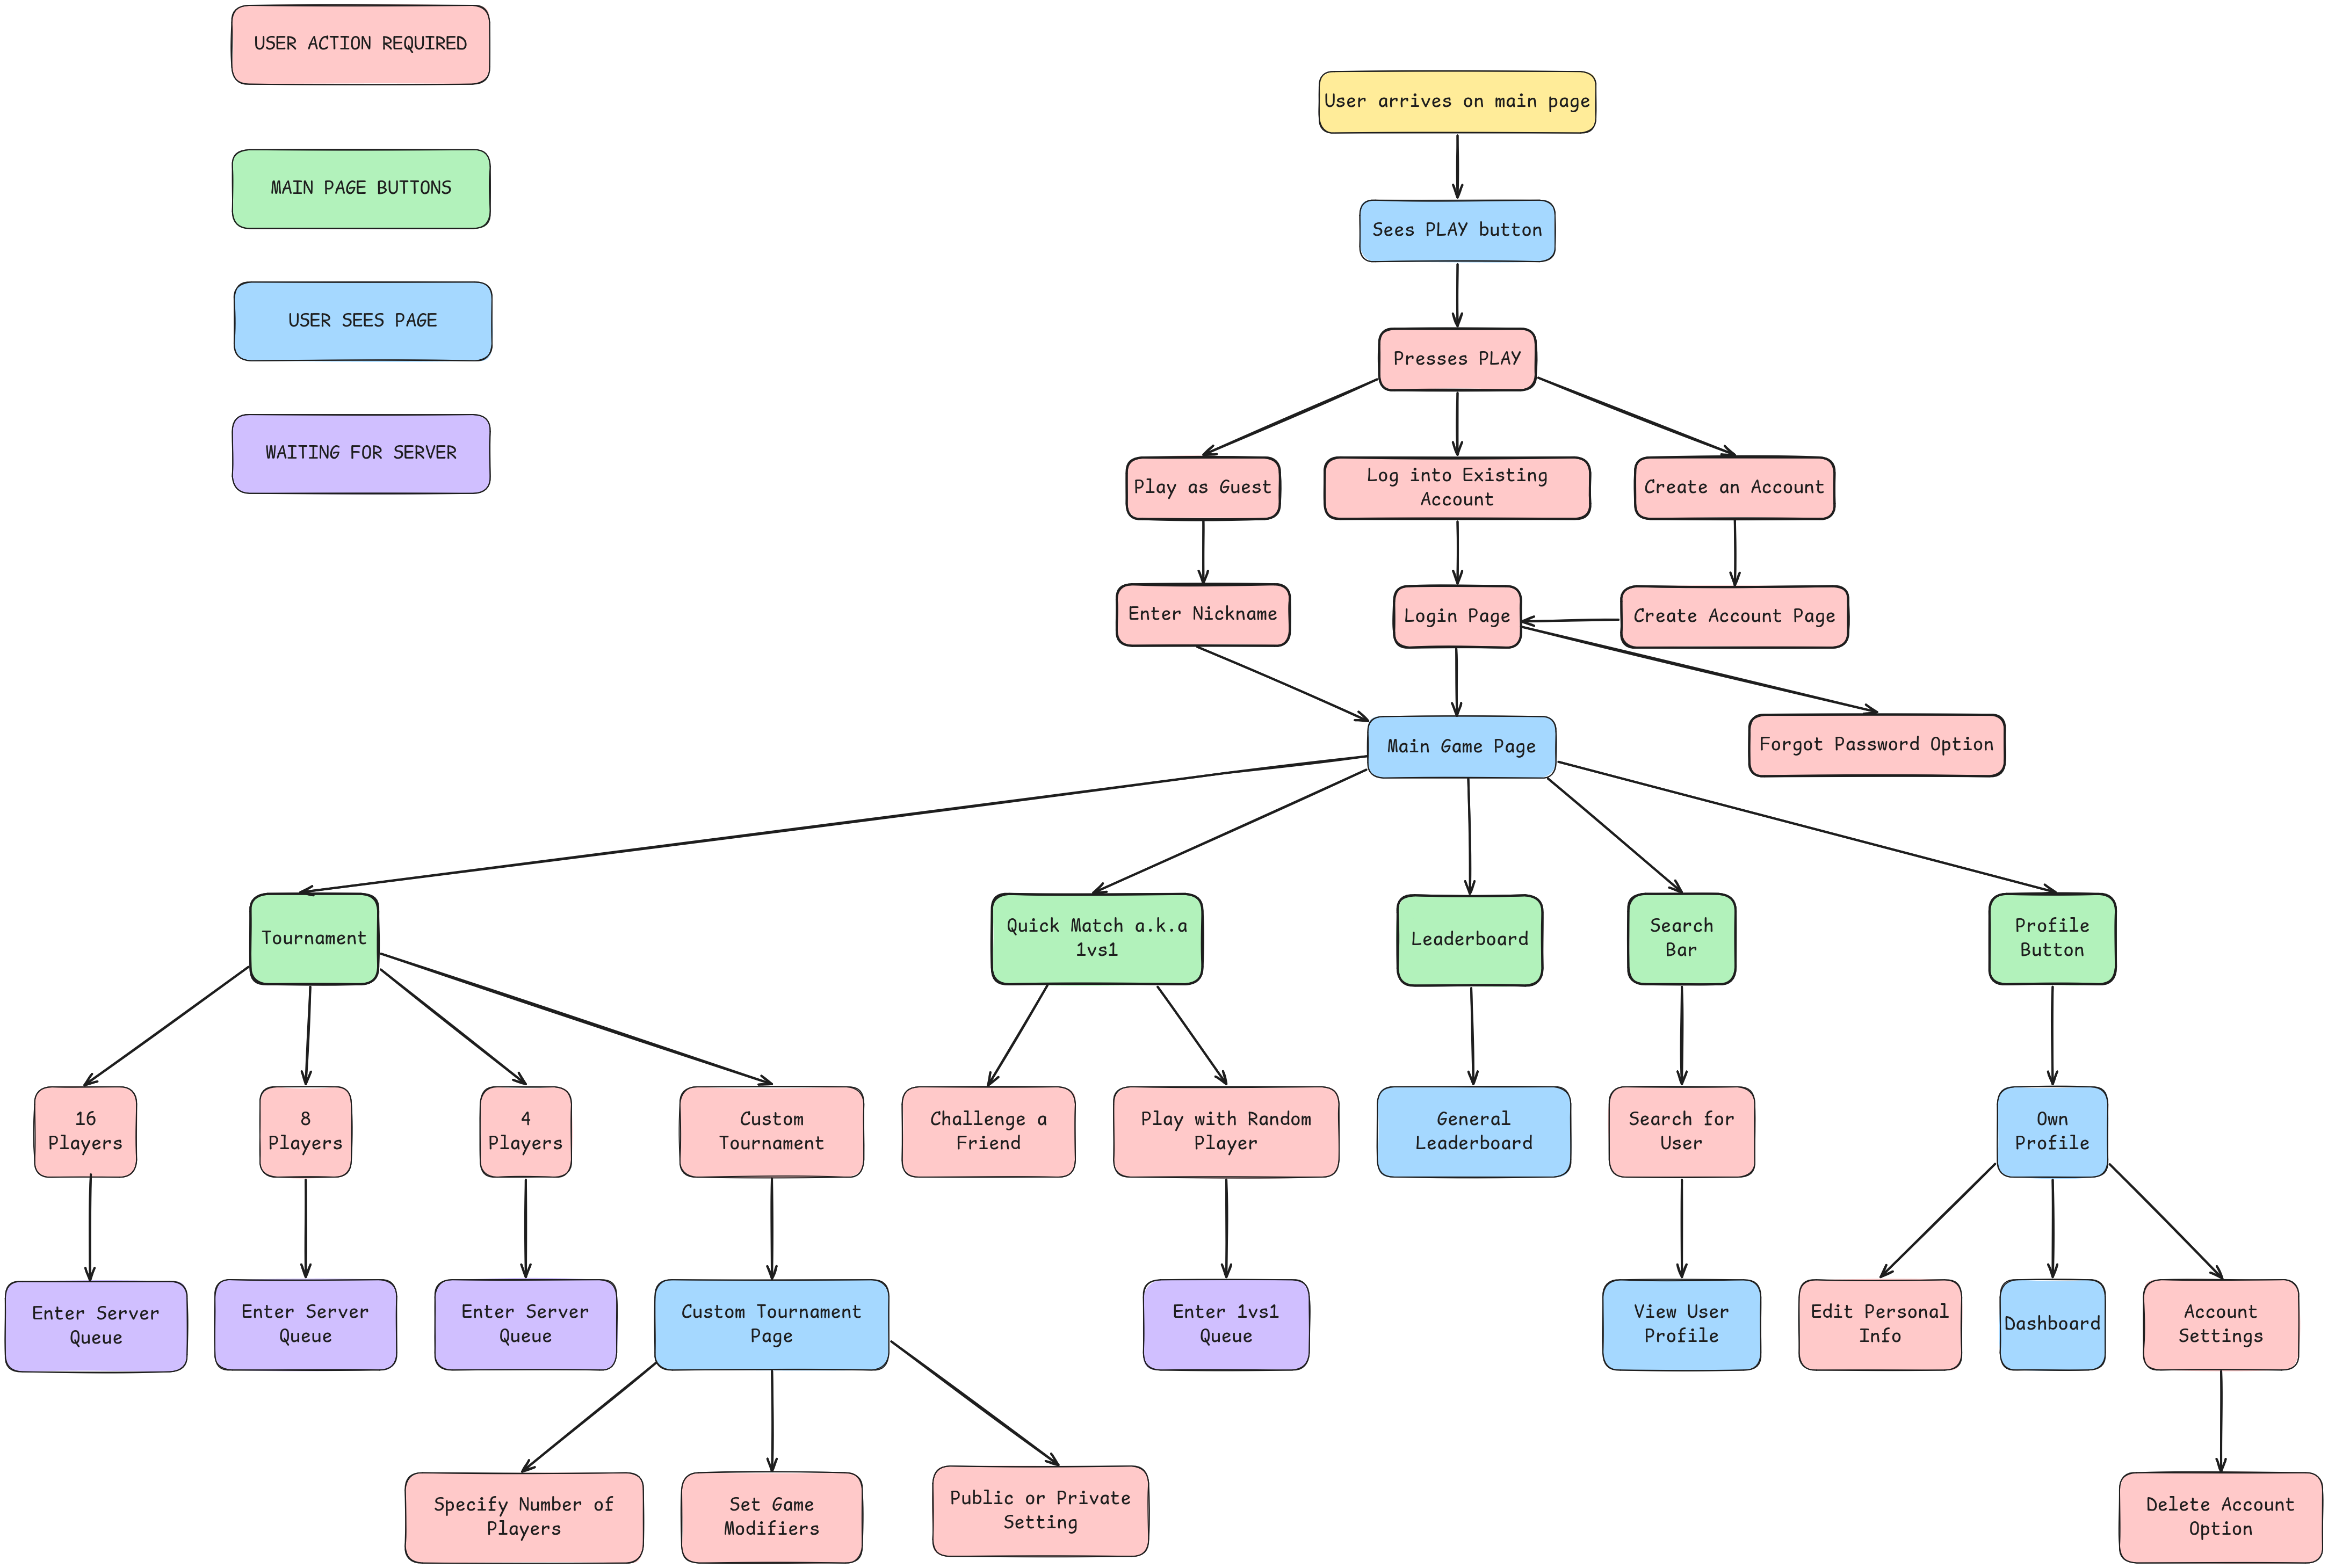 USER ACTION REQUIRED
MAIN PAGE BUTTONS
USER SEES PAGE
WAITING FOR SERVER
User arrives on main page
Sees PLAY button
Presses PLAY
Play as Guest
Log into Existing
Account
Create an Account
Enter Nickname
Login Page
Create Account Page
Main Game Page
Forgot Password Option
Tournament
Quick Match a.k.a
1vs1
Leaderboard
Search
Bar
Profile
Button
16
Players
8
Players
4
Players
Custom
Tournament
Challenge a
Friend
Play with Random
Player
General
Leaderboard
Search for
User
Own
Profile
Enter Server
Queue
Enter Server
Queue
Enter Server
Queue
Custom Tournament
Page
Enter 1vs1
Queue
View User
Profile
Edit Personal
Info
Dashboard
Account
Settings
Specify Number of
Players
Set Game
Modifiers
Public or Private
Setting
Delete Account
Option